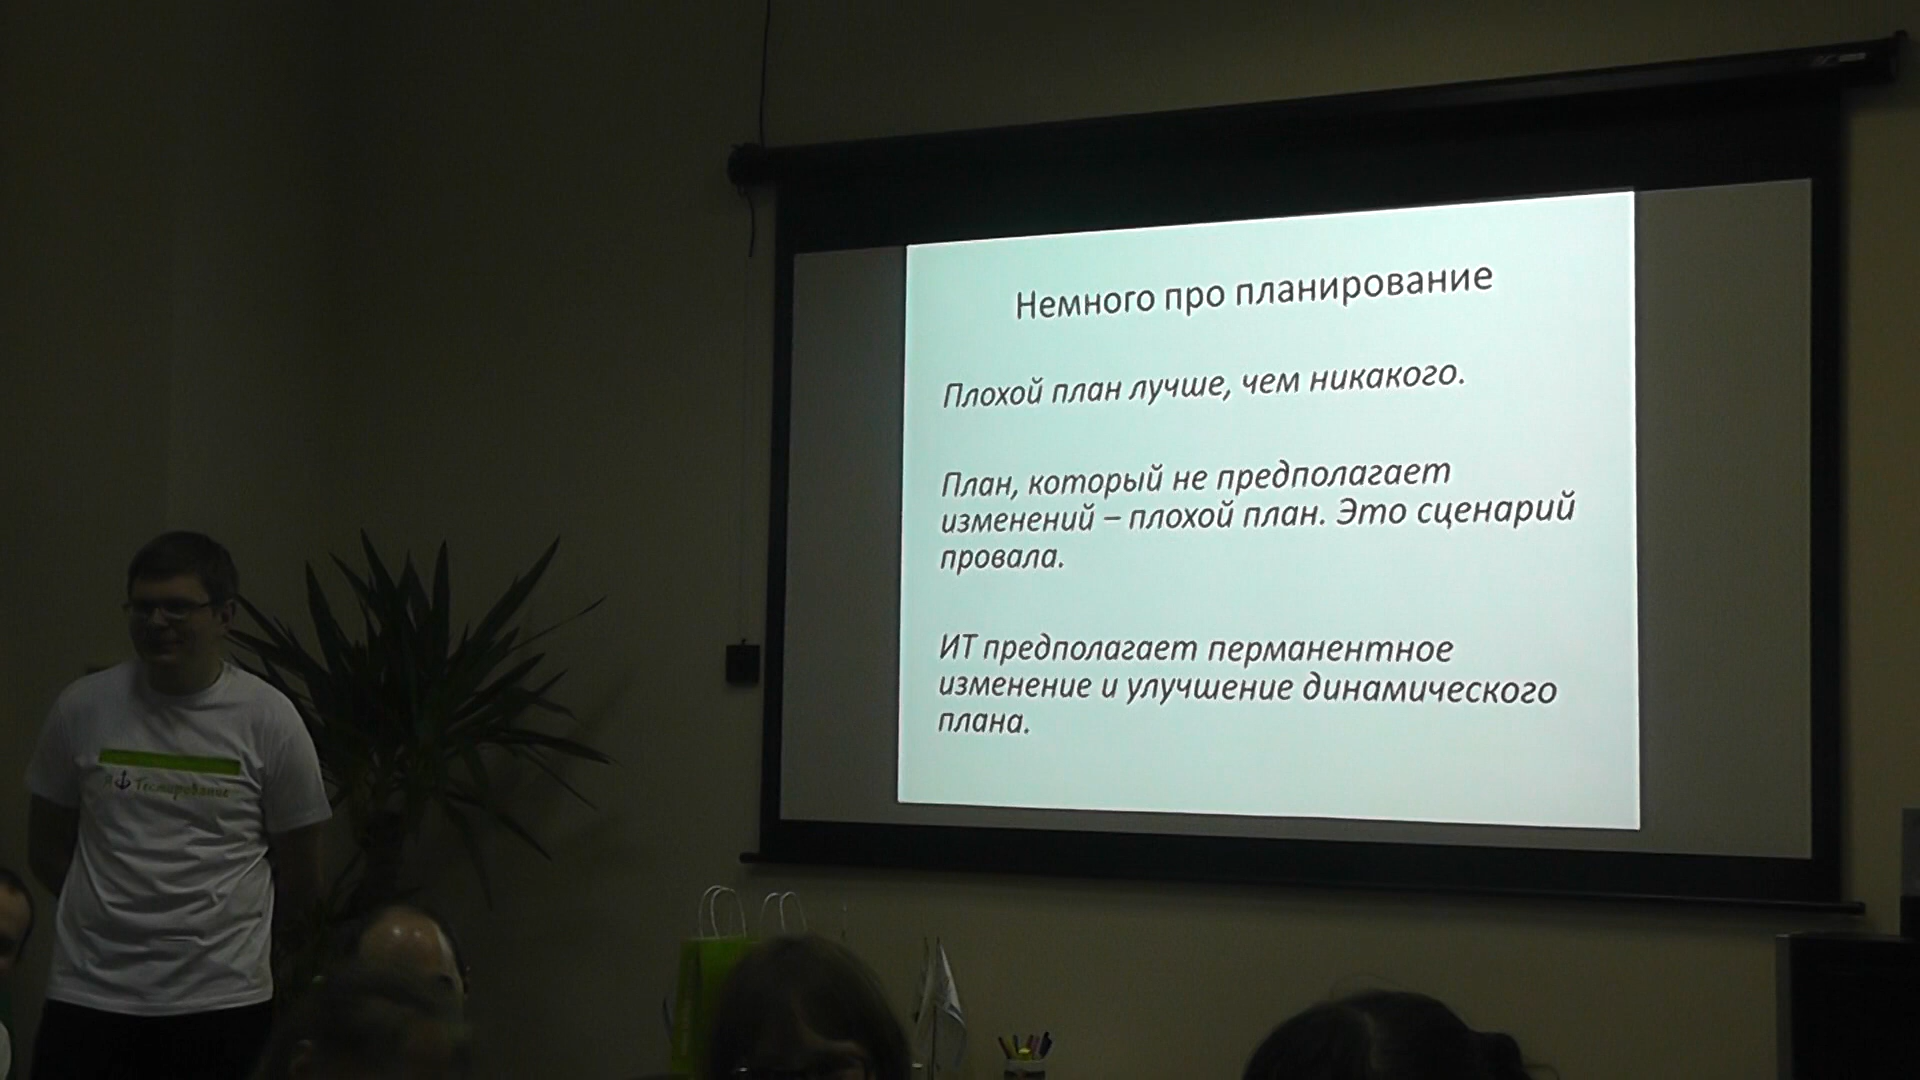 Немного про планирование
Плохой план лучше, чем никакого.
План, который не предполагает
изменений – плохой план. Это сценарий
провала.
ИТ предполагает перманентное
изменение и улучшение динамического
плана.
Я Тестирование